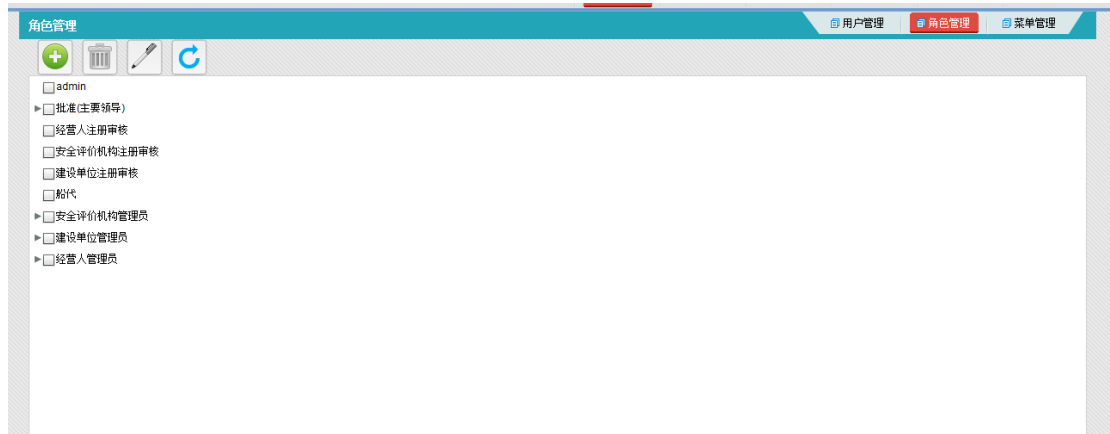 角色管理
用户管理 角色管理 菜单管理
admin
批准(主要领导)
经营人注册审核
安全评价机构注册审核
建设单位注册审核
船代
安全评价机构管理员
建设单位管理员
经营人管理员